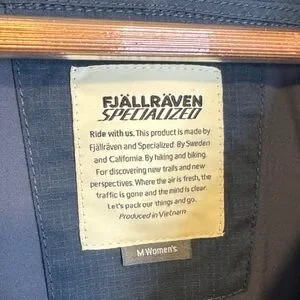 FJÄLLRÄVEN
SPECIALIZED
Ride with us. This product is made by
Fjällräven and Specialized. By Sweden
and California. By hiking and biking.
For discovering new trails and new
perspectives. Where the air is fresh, the
traffic is gone and the mind is clear.
Let's pack our things and go.
Produced in Vietnam
M Women's